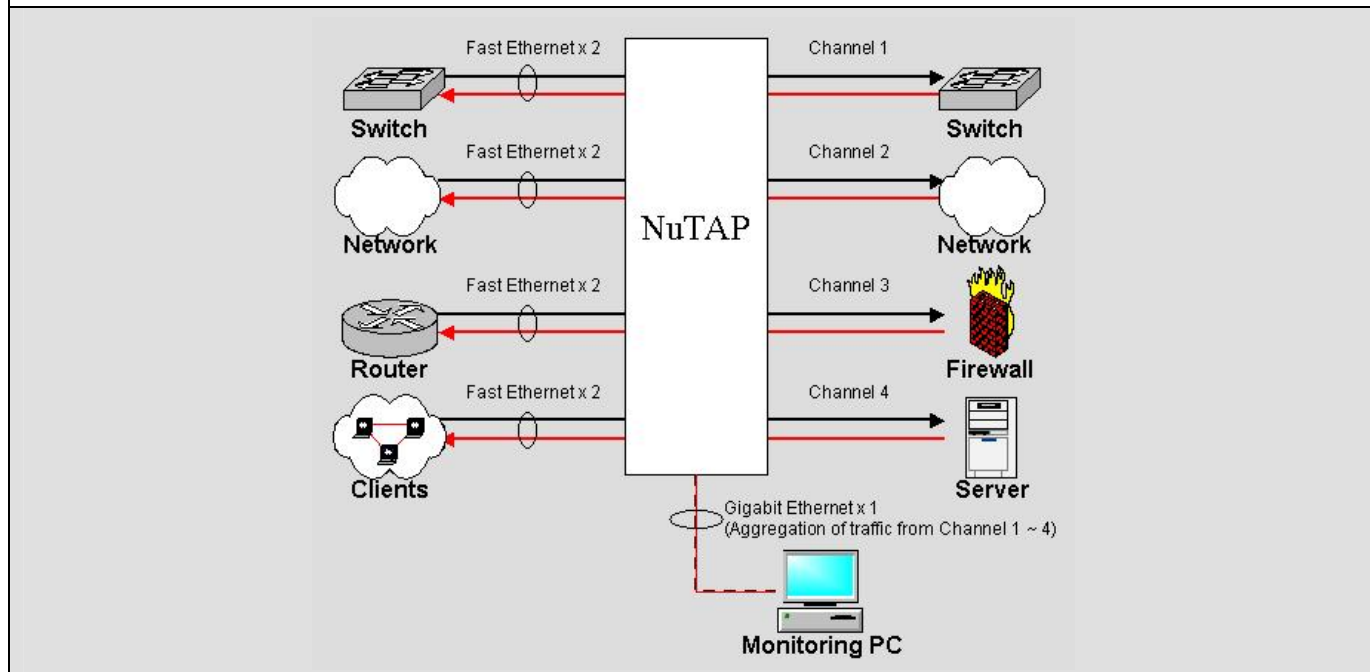 Fast Ethernet x 2
Channel 1
Switch
Switch
Fast Ethernet x 2
Channel 2
NuTAP
Network
Network
Fast Ethernet x 2
Channel 3
Router
Firewall
Fast Ethernet x 2
Channel 4
Clients
Server
Gigabit Ethernet x 1
(Aggregation of traffic from Channel 1 ~ 4)
Monitoring PC